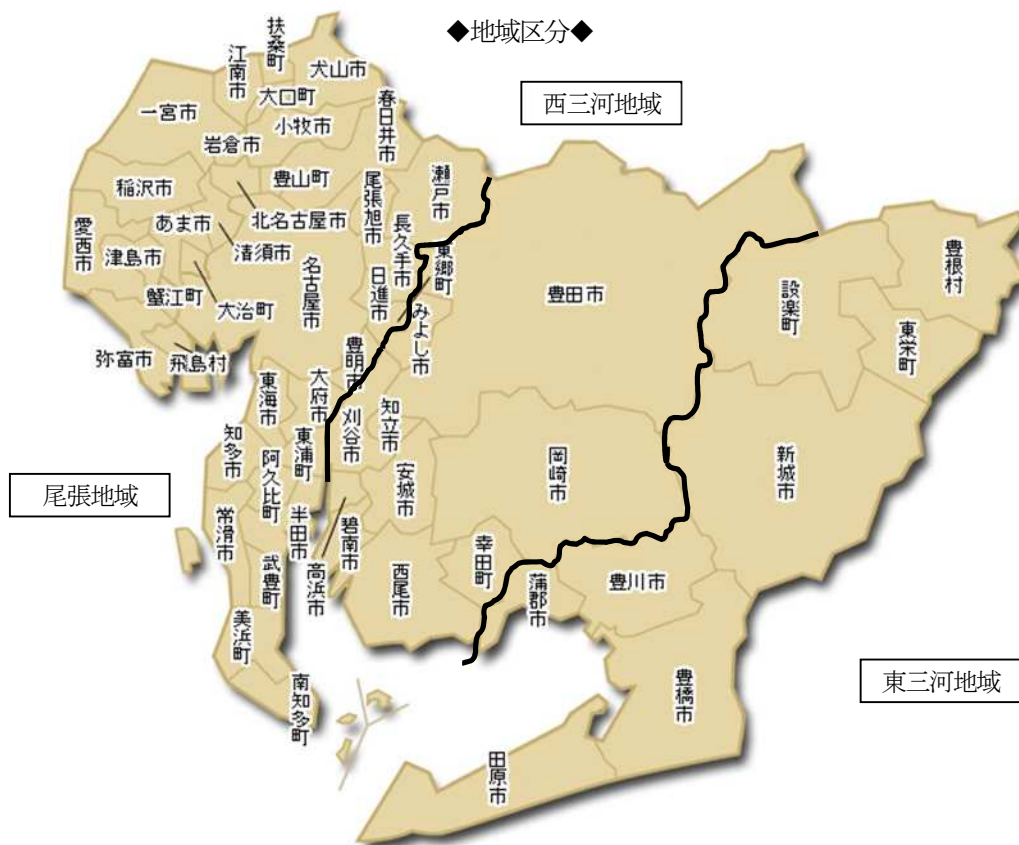 ◆地域区分◆
西三河地域
扶桑町
江南市
犬山市
大口町
一宮市
小牧市
春日井市
岩倉市
豊山町
瀬戸市
稲沢市
尾張旭市
北名古屋市
あま市
愛西市
津島市
清須市
長久手市
東郷町
名古屋市
日進市
豊田市
設楽町
豊根村
東栄町
蟹江町
大治町
みよし市
弥富市
飛島村
豊明市
東海市
大府市
刈谷市
知立市
知多市
東浦町
阿久比町
安城市
岡崎市
新城市
尾張地域
常滑市
半田市
碧南市
武豊町
高浜市
西尾市
幸田町
蒲郡市
豊川市
美浜町
南知多町
豊橋市
東三河地域
田原市